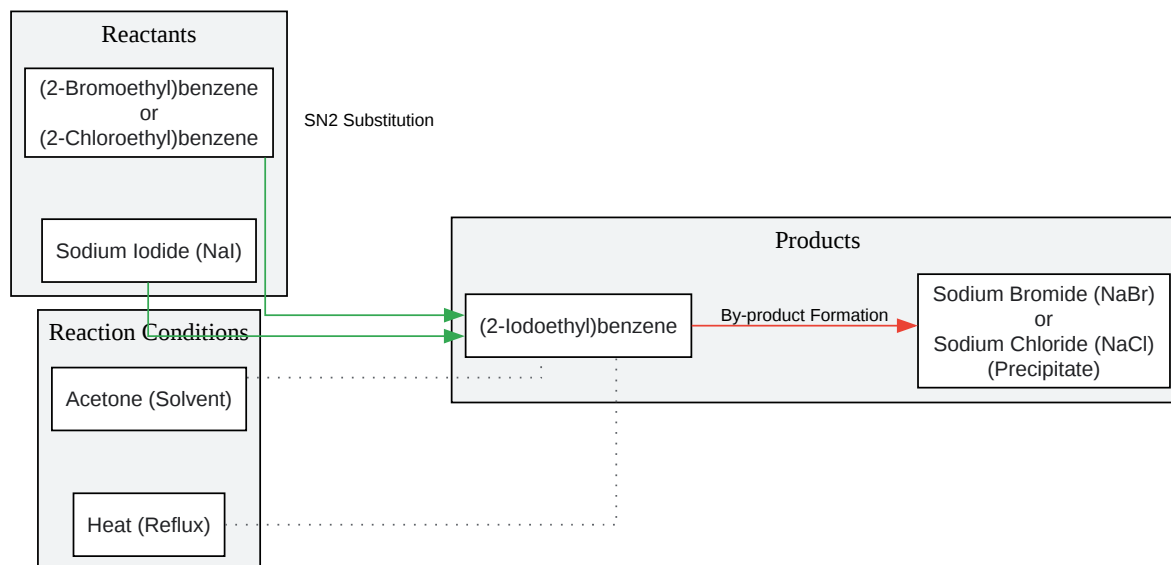 Reactants
(2-Bromoethyl)benzene
or
(2-Chloroethyl)benzene
SN2 Substitution
Sodium Iodide (NaI)
Products
(2-Iodoethyl)benzene
By-product Formation
Sodium Bromide (NaBr)
or
Sodium Chloride (NaCl)
(Precipitate)
Reaction Conditions
Acetone (Solvent)
Heat (Reflux)